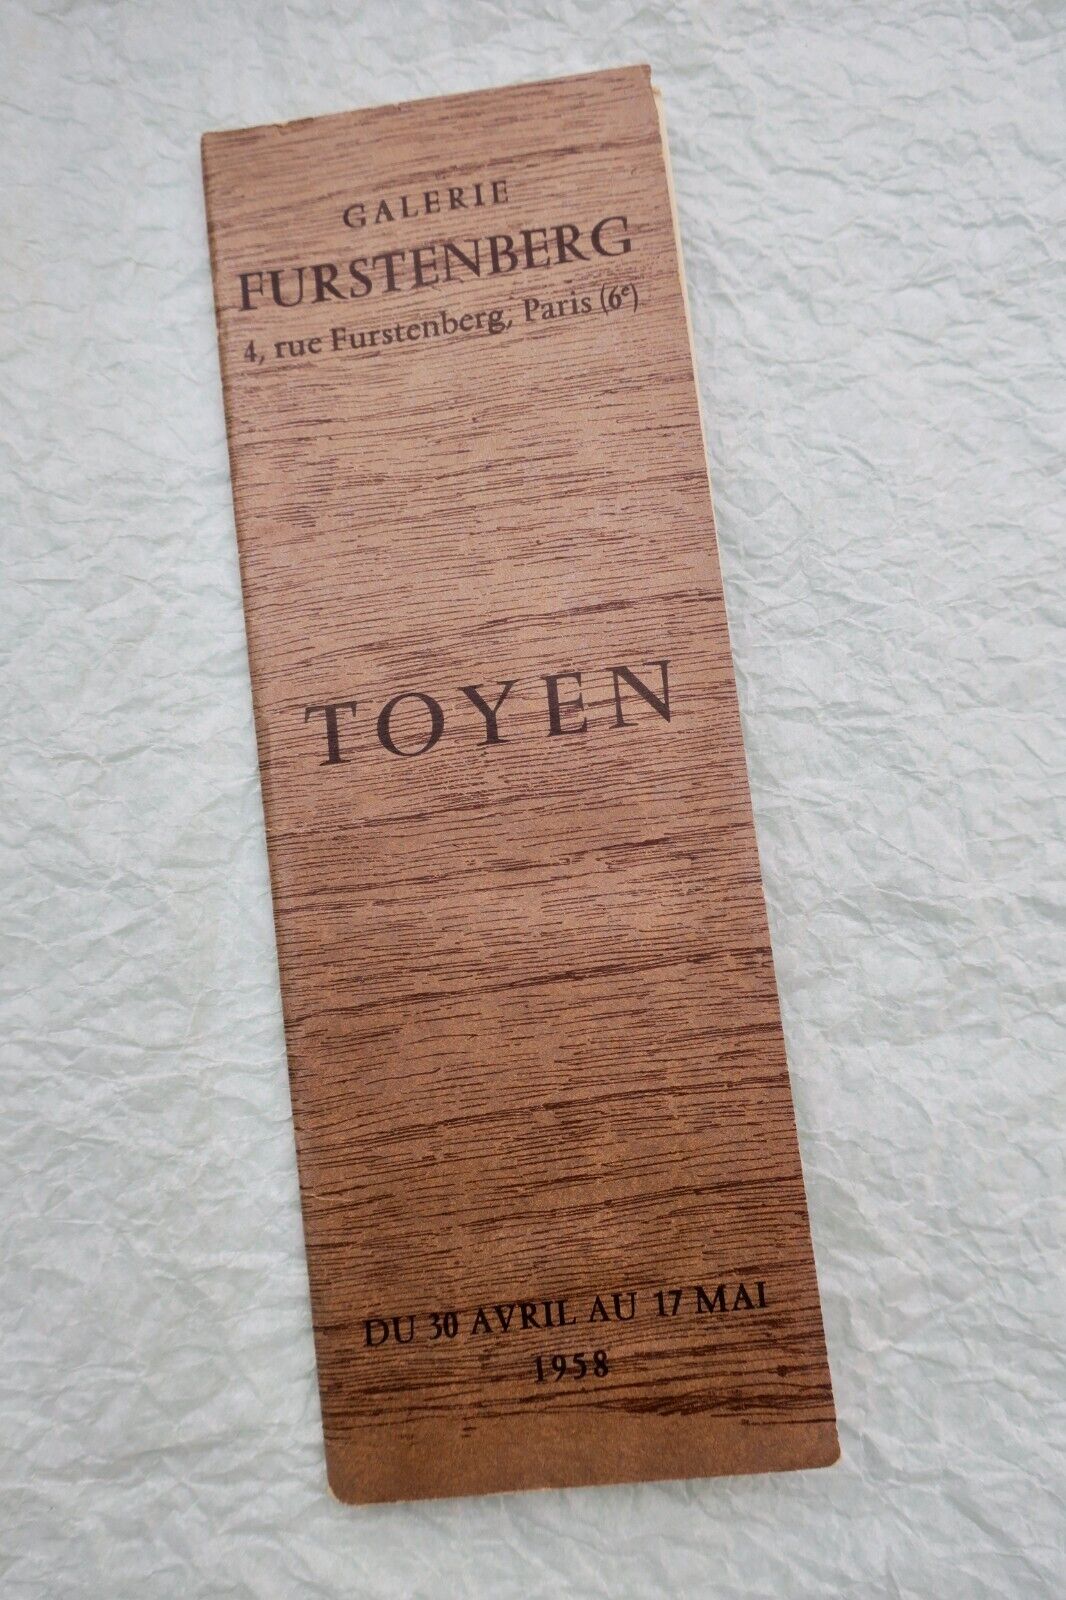 GALERIE
FURSTENBERG
4, rue Furstenberg, Paris (6ᵉ)
TOYEN
DU 30 AVRIL AU 17 MAI
1958